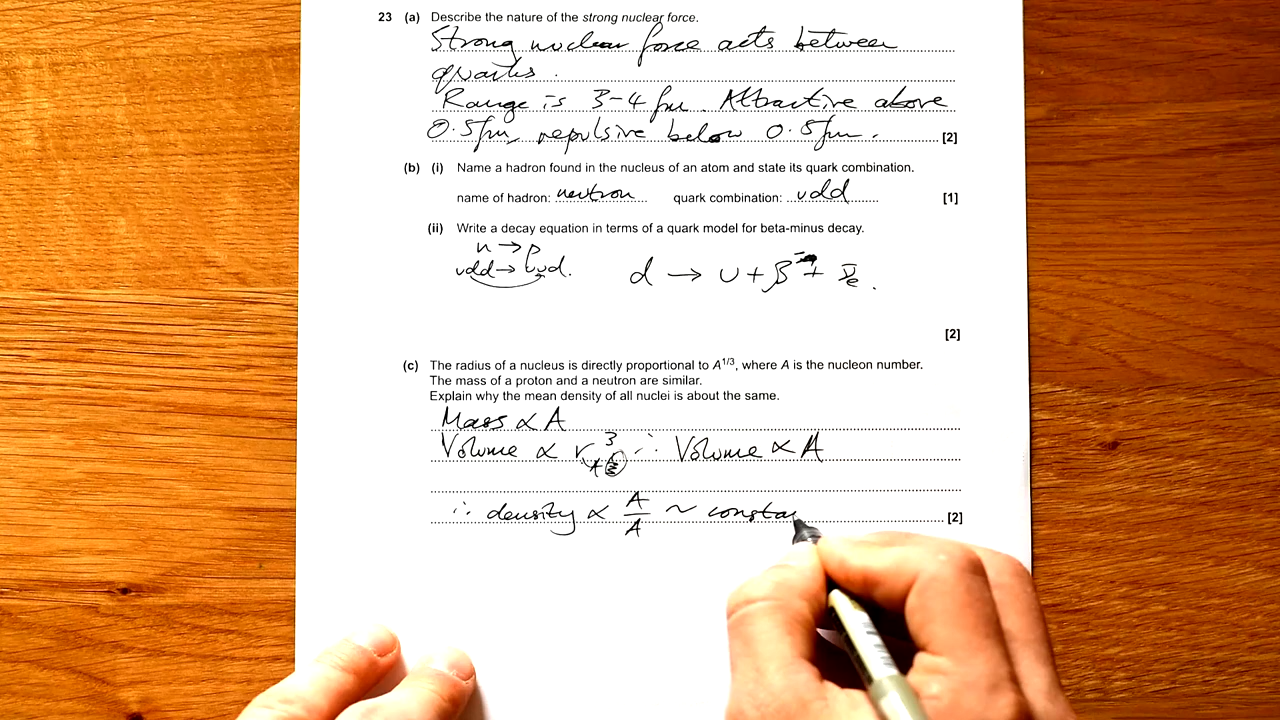 23 (a) Describe the nature of the strong nuclear force.
Strong nuclear force acts between
quarks.
Range is 3-4 fm. Attractive above
0.5fm, repulsive below 0.5fm. [2]
(b) (i) Name a hadron found in the nucleus of an atom and state its quark combination.
name of hadron: neutron quark combination: udd [1]
(ii) Write a decay equation in terms of a quark model for beta-minus decay.
n → p
udd → uud. d → u + β⁻ + ν̄e.
[2]
(c) The radius of a nucleus is directly proportional to A^1/3, where A is the nucleon number.
The mass of a proton and a neutron are similar.
Explain why the mean density of all nuclei is about the same.
Mass ∝ A
Volume ∝ r³ ∴ Volume ∝ A
∴ density ∝ A/A ~ constan [2]